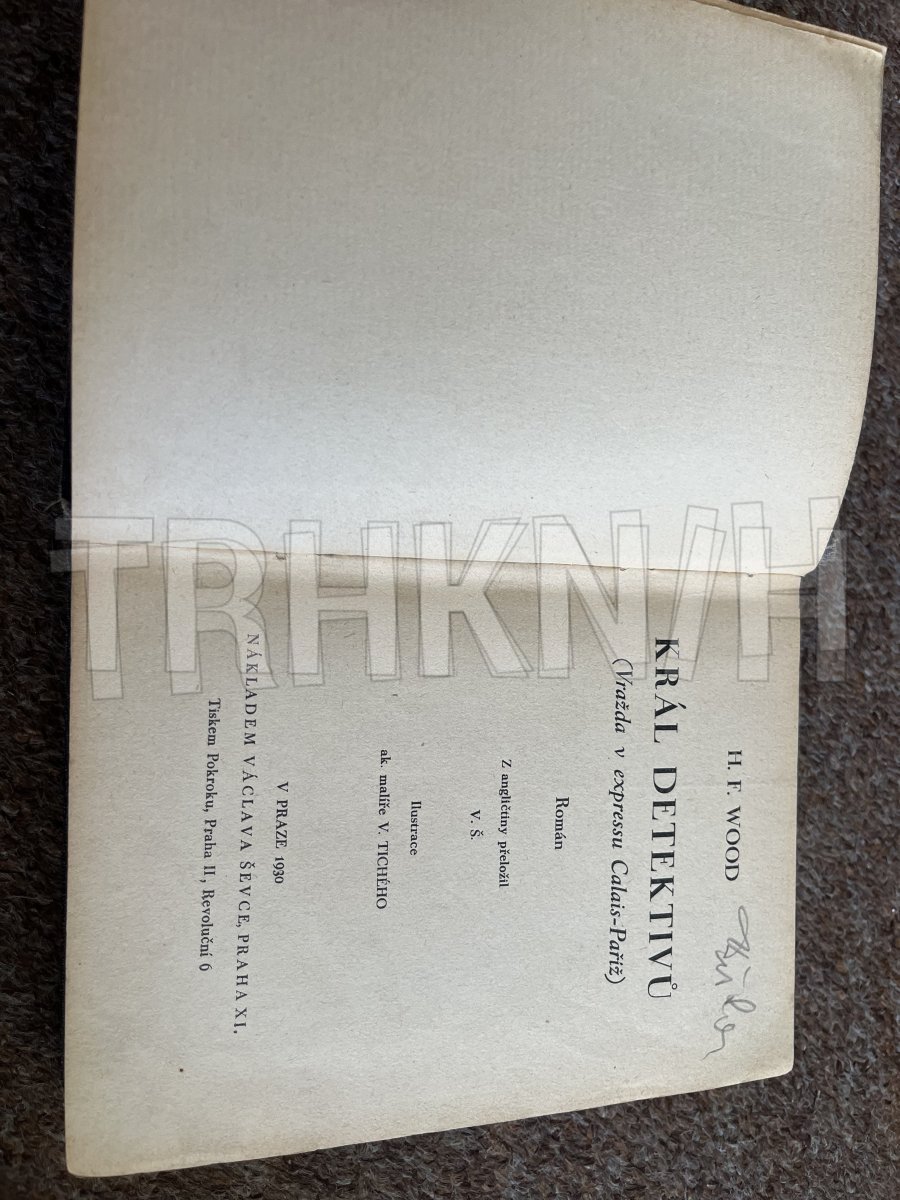 H. F. WOOD
KRÁL DETEKTIVŮ
(Vražda v expressu Calais-Paříž)
Román
Z angličtiny přeložil
V. Š.
Ilustrace
ak. malíře V. TICHÉHO
V PRAZE 1930
NÁKLADEM VÁCLAVA ŠEVCE, PRAHA XI.
Tiskem Pokroku, Praha II., Revoluční 6
TRHKNIH